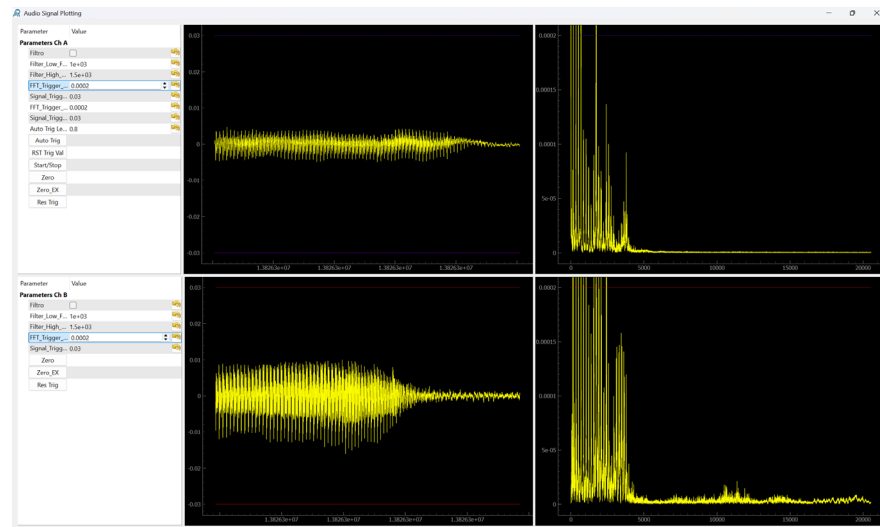 Audio Signal Plotting
Parameter Value
Parameters Ch A
Filtro
Filter_Low_F... 1e+03
Filter_High_... 1.5e+03
FFT_Trigger_... 0.0002
Signal_Trigg... 0.03
FFT_Trigger_... 0.0002
Signal_Trigg... 0.03
Auto Trig Le... 0.8
Auto Trig
RST Trig Val
Start/Stop
Zero
Zero_EX
Res Trig
0.03
0.02
0.01
0
-0.01
-0.02
-0.03
1.38263e+07 1.38263e+07 1.38263e+07 1.38263e+07
0.0002
0.00015
0.0001
5e-05
0
0 5000 10000 15000 20000
Parameter Value
Parameters Ch B
Filtro
Filter_Low_F... 1e+03
Filter_High_... 1.5e+03
FFT_Trigger_... 0.0002
Signal_Trigg... 0.03
Zero
Zero_EX
Res Trig
0.03
0.02
0.01
0
-0.01
-0.02
-0.03
1.38263e+07 1.38263e+07 1.38263e+07 1.38263e+07
0.0002
0.00015
0.0001
5e-05
0
0 5000 10000 15000 20000